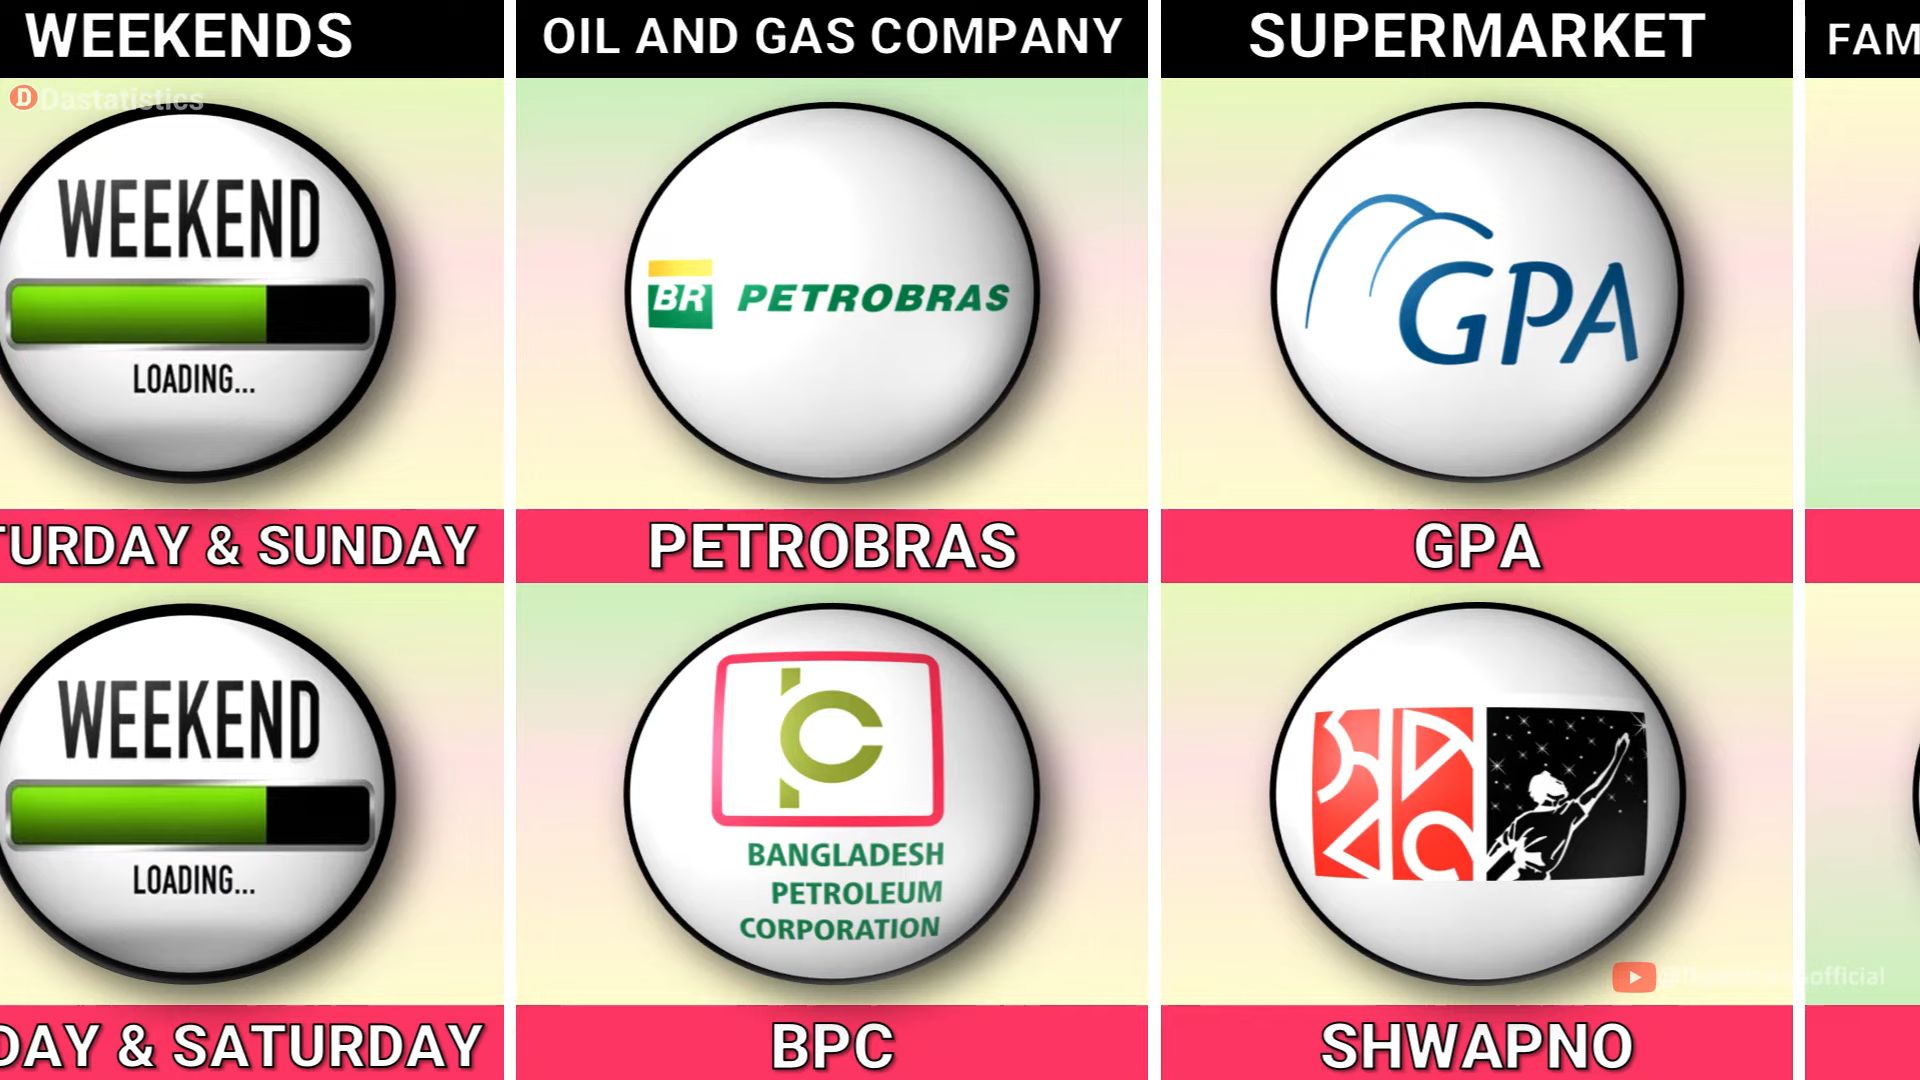 WEEKENDS
Dastatistics
WEEKEND
LOADING...
TURDAY & SUNDAY
WEEKEND
LOADING...
DAY & SATURDAY
OIL AND GAS COMPANY
BR PETROBRAS
PETROBRAS
BANGLADESH
PETROLEUM
CORPORATION
BPC
SUPERMARKET
GPA
GPA
SHWAPNO
official
FAM